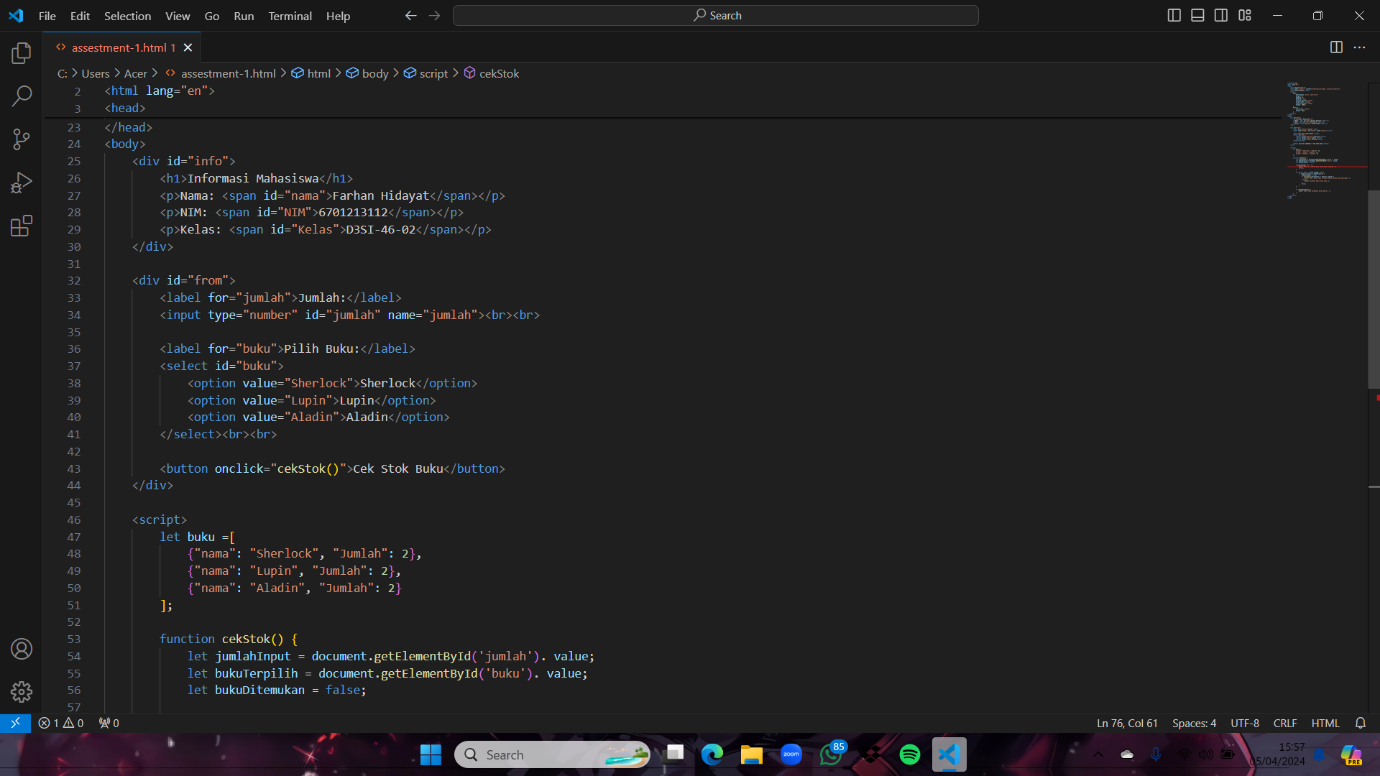 File Edit Selection View Go Run Terminal Help
Search
assestment-1.html 1
C: > Users > Acer > assestment-1.html > html > body > script > cekStok
2 <html lang="en">
3 <head>
23 </head>
24 <body>
25 <div id="info">
26 <h1>Informasi Mahasiswa</h1>
27 <p>Nama: <span id="nama">Farhan Hidayat</span></p>
28 <p>NIM: <span id="NIM">6701213112</span></p>
29 <p>Kelas: <span id="Kelas">D3SI-46-02</span></p>
30 </div>
31
32 <div id="from">
33 <label for="jumlah">Jumlah:</label>
34 <input type="number" id="jumlah" name="jumlah"><br><br>
35
36 <label for="buku">Pilih Buku:</label>
37 <select id="buku">
38 <option value="Sherlock">Sherlock</option>
39 <option value="Lupin">Lupin</option>
40 <option value="Aladin">Aladin</option>
41 </select><br><br>
42
43 <button onclick="cekStok()">Cek Stok Buku</button>
44 </div>
45
46 <script>
47 let buku =[
48 {"nama": "Sherlock", "Jumlah": 2},
49 {"nama": "Lupin", "Jumlah": 2},
50 {"nama": "Aladin", "Jumlah": 2}
51 ];
52
53 function cekStok() {
54 let jumlahInput = document.getElementById('jumlah'). value;
55 let bukuTerpilih = document.getElementById('buku'). value;
56 let bukuDitemukan = false;
57
1 0 0 Ln 76, Col 61 Spaces: 4 UTF-8 CRLF HTML
Search zoom 85 15:57
05/04/2024 PRE